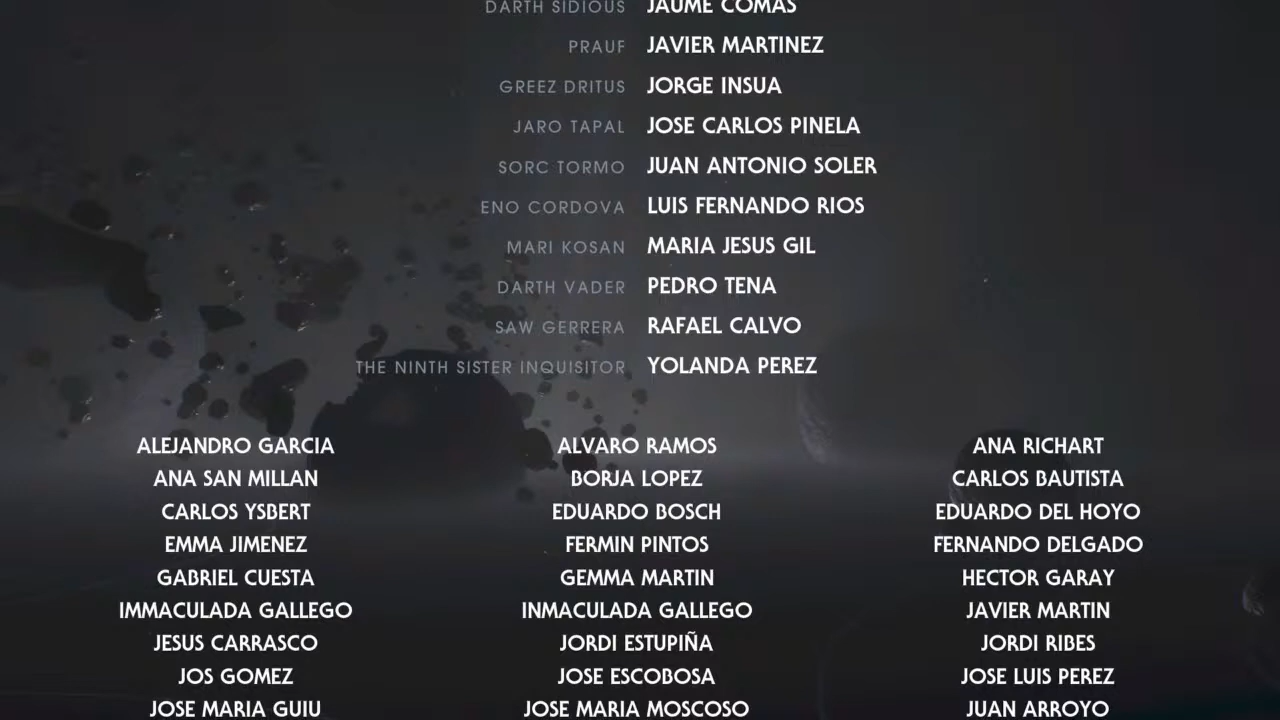 DARTH SIDIOUS JAUME COMAS
PRAUF JAVIER MARTINEZ
GREEZ DRITUS JORGE INSUA
JARO TAPAL JOSE CARLOS PINELA
SORC TORMO JUAN ANTONIO SOLER
ENO CORDOVA LUIS FERNANDO RIOS
MARI KOSAN MARIA JESUS GIL
DARTH VADER PEDRO TENA
SAW GERRERA RAFAEL CALVO
THE NINTH SISTER INQUISITOR YOLANDA PEREZ
ALEJANDRO GARCIA ALVARO RAMOS ANA RICHART
ANA SAN MILLAN BORJA LOPEZ CARLOS BAUTISTA
CARLOS YSBERT EDUARDO BOSCH EDUARDO DEL HOYO
EMMA JIMENEZ FERMIN PINTOS FERNANDO DELGADO
GABRIEL CUESTA GEMMA MARTIN HECTOR GARAY
IMMACULADA GALLEGO INMACULADA GALLEGO JAVIER MARTIN
JESUS CARRASCO JORDI ESTUPIÑA JORDI RIBES
JOS GOMEZ JOSE ESCOBOSA JOSE LUIS PEREZ
JOSE MARIA GUIU JOSE MARIA MOSCOSO JUAN ARROYO